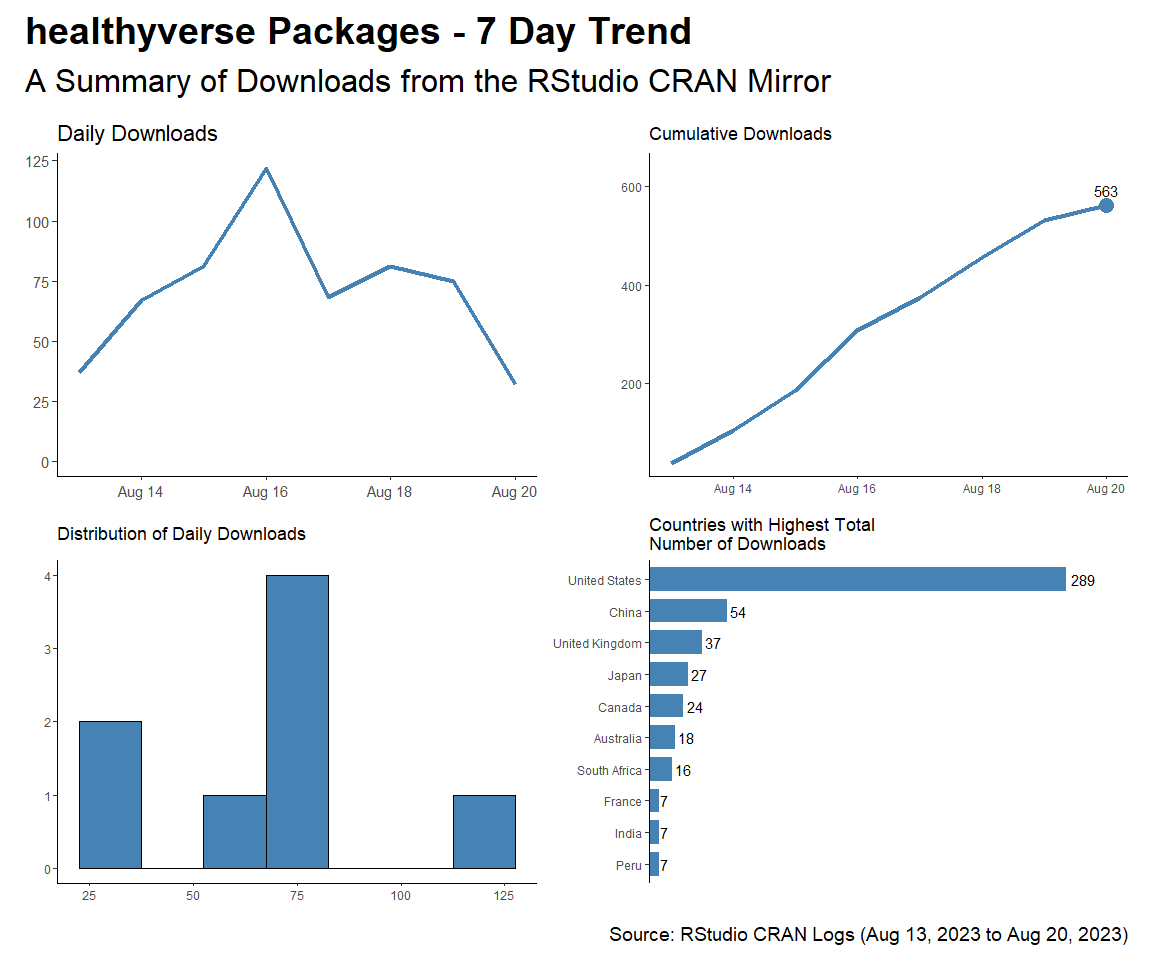 healthyverse Packages - 7 Day Trend
A Summary of Downloads from the RStudio CRAN Mirror
Daily Downloads
125
100
75
50
25
0
Aug 14 Aug 16 Aug 18 Aug 20
Cumulative Downloads
600
400
200
563
Aug 14 Aug 16 Aug 18 Aug 20
Distribution of Daily Downloads
4
3
2
1
0
25 50 75 100 125
Countries with Highest Total
Number of Downloads
United States 289
China 54
United Kingdom 37
Japan 27
Canada 24
Australia 18
South Africa 16
France 7
India 7
Peru 7
Source: RStudio CRAN Logs (Aug 13, 2023 to Aug 20, 2023)